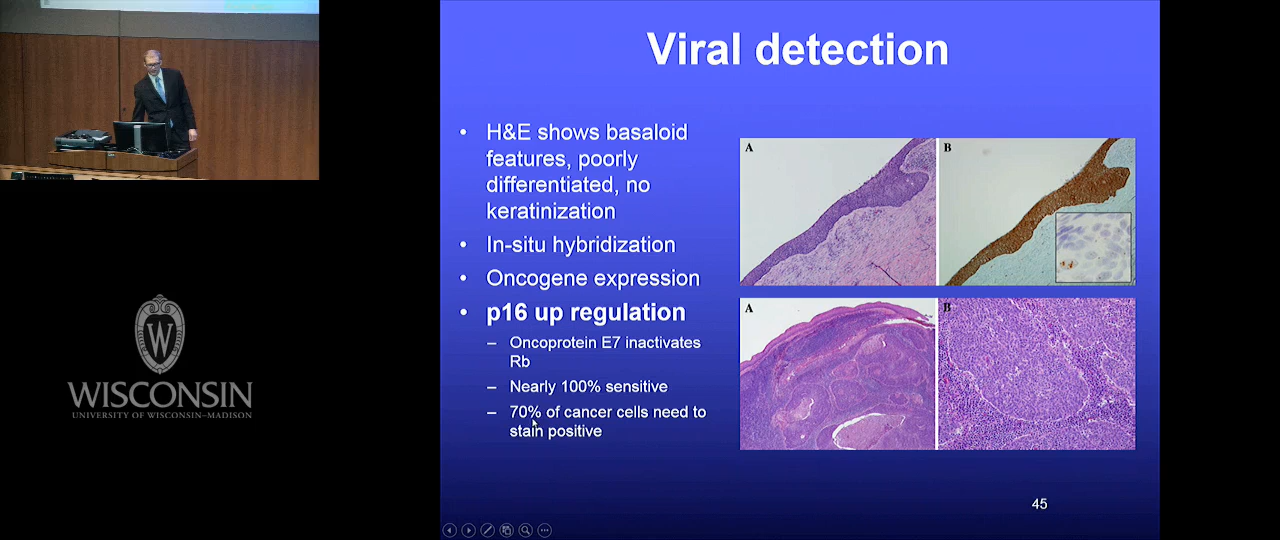 Viral detection
• H&E shows basaloid
features, poorly
differentiated, no
keratinization
• In-situ hybridization
• Oncogene expression
• p16 up regulation
– Oncoprotein E7 inactivates
Rb
– Nearly 100% sensitive
– 70% of cancer cells need to
stain positive
A
B
A
B
45
W
WISCONSIN
UNIVERSITY OF WISCONSIN–MADISON